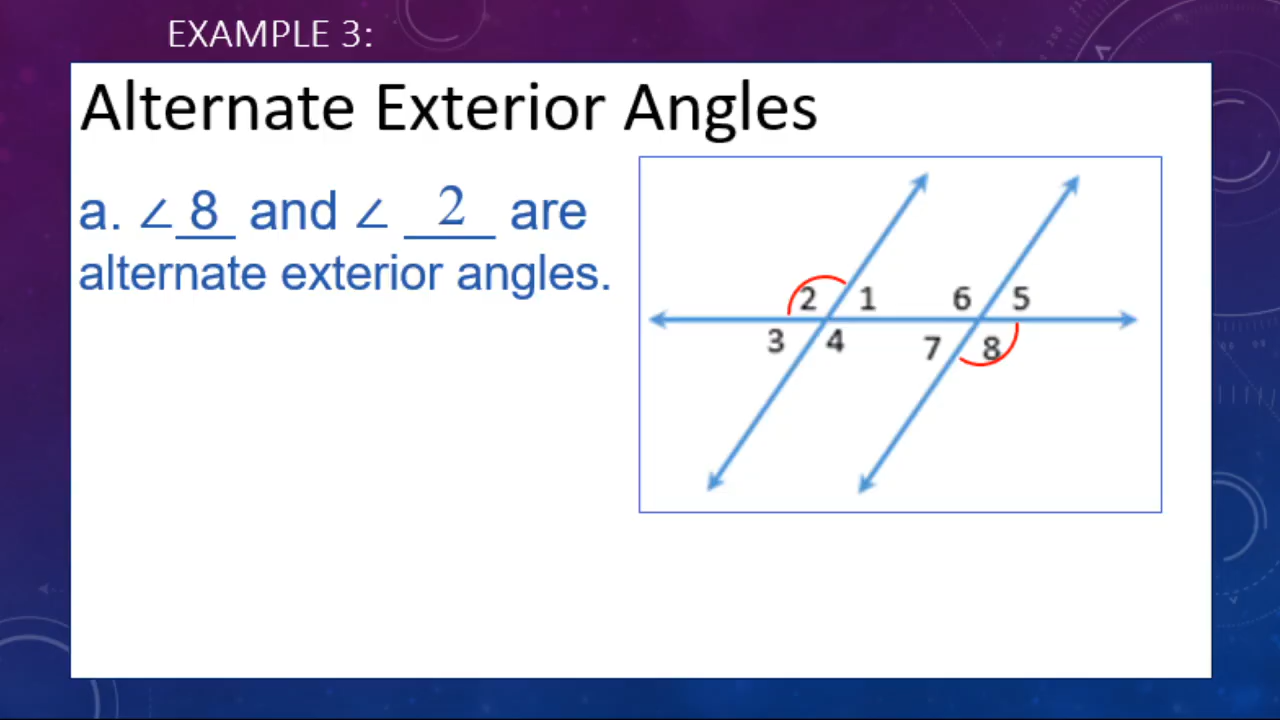 EXAMPLE 3:
Alternate Exterior Angles
a. ∠ 8 and ∠ 2 are
alternate exterior angles.
2 1 6 5
3 4 7 8